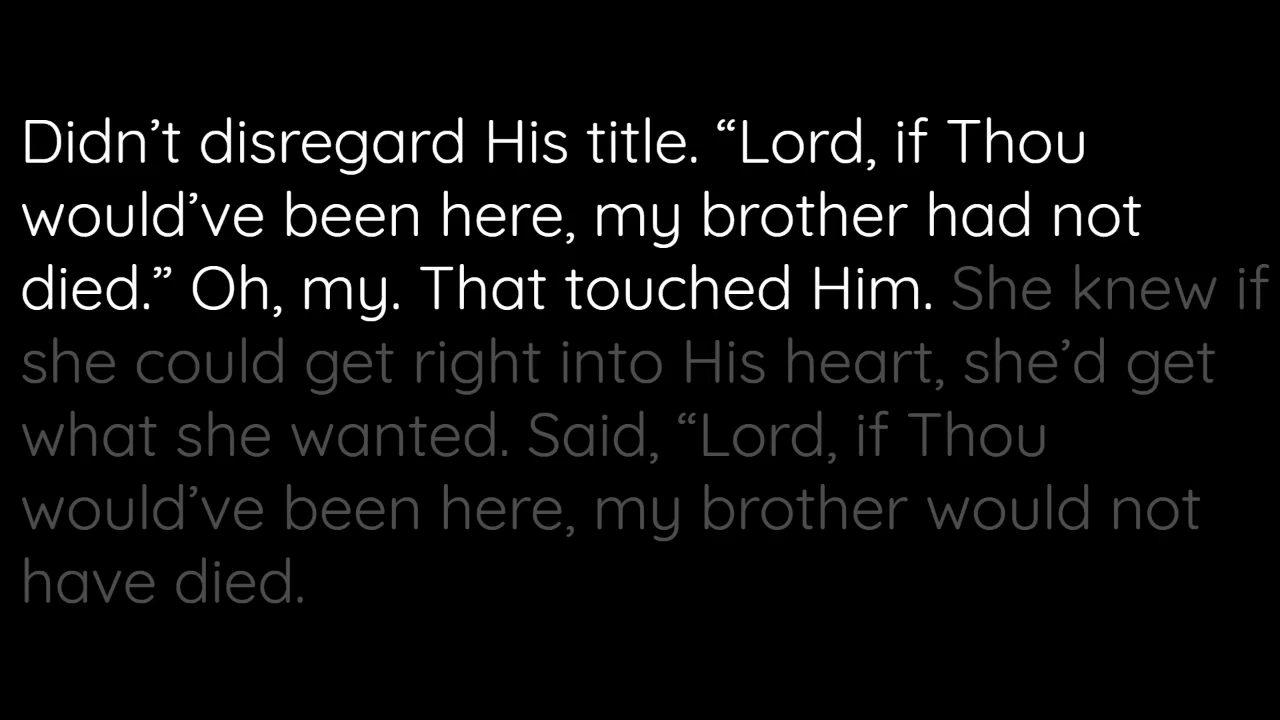 Didn’t disregard His title. “Lord, if Thou
would’ve been here, my brother had not
died.” Oh, my. That touched Him. She knew if
she could get right into His heart, she’d get
what she wanted. Said, “Lord, if Thou
would’ve been here, my brother would not
have died.